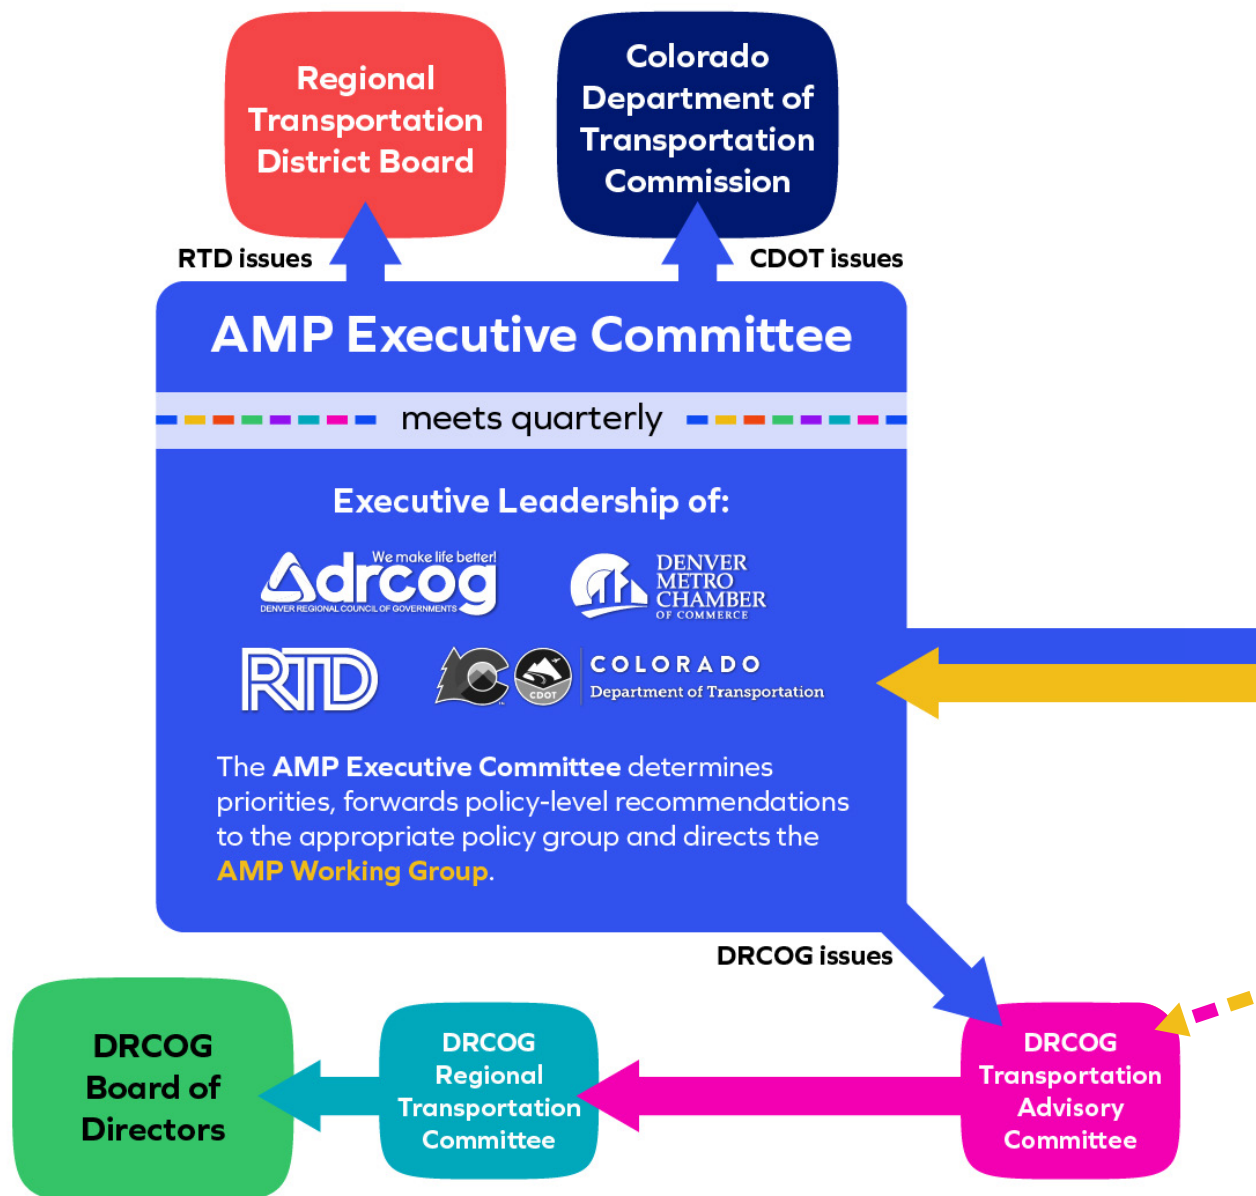 Regional
Transportation
District Board
Colorado
Department of
Transportation
Commission
RTD issues
CDOT issues
AMP Executive Committee
meets quarterly
Executive Leadership of:
We make life better!
drcog
DENVER REGIONAL COUNCIL OF GOVERNMENTS
DENVER
METRO
CHAMBER
OF COMMERCE
RTD
C
CDOT
COLORADO
Department of Transportation
The AMP Executive Committee determines
priorities, forwards policy-level recommendations
to the appropriate policy group and directs the
AMP Working Group.
DRCOG issues
DRCOG
Board of
Directors
DRCOG
Regional
Transportation
Committee
DRCOG
Transportation
Advisory
Committee